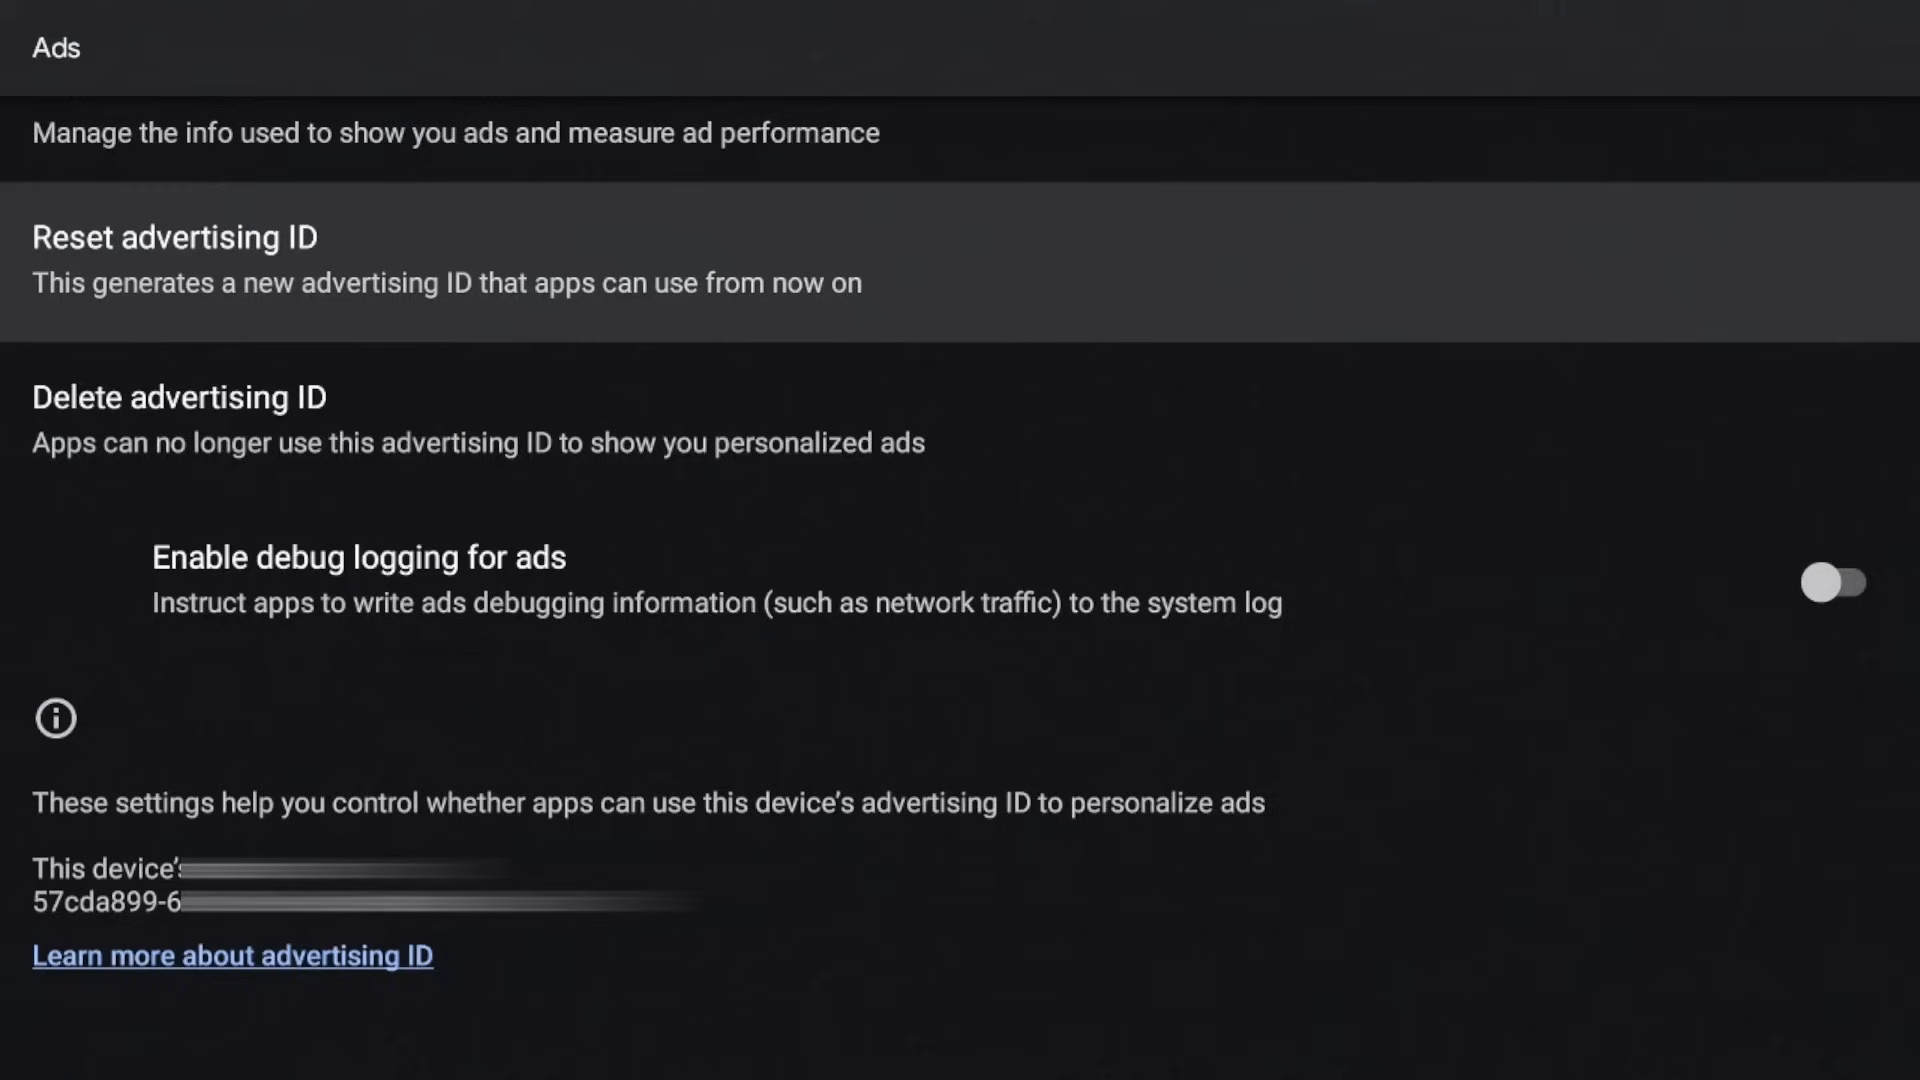 Ads
Manage the info used to show you ads and measure ad performance
Reset advertising ID
This generates a new advertising ID that apps can use from now on
Delete advertising ID
Apps can no longer use this advertising ID to show you personalized ads
Enable debug logging for ads
Instruct apps to write ads debugging information (such as network traffic) to the system log
These settings help you control whether apps can use this device’s advertising ID to personalize ads
This device’s
57cda899-6
Learn more about advertising ID